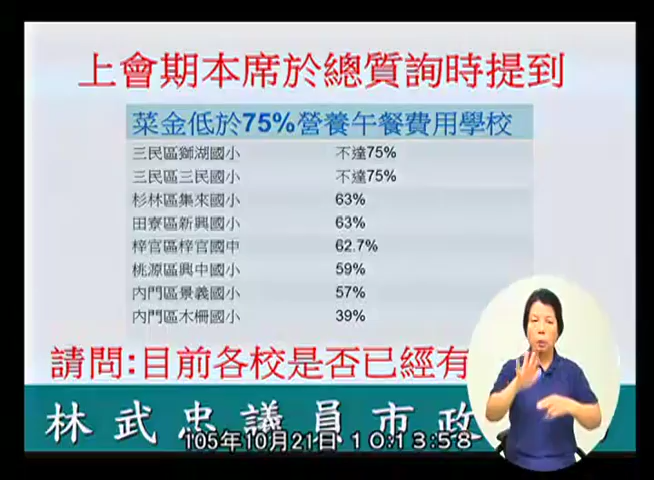 上會期本席於總質詢時提到
菜金低於75%營養午餐費用學校
三民區獅湖國小 不達75%
三民區三民國小 不達75%
杉林區集來國小 63%
田寮區新興國小 63%
梓官區梓官國中 62.7%
桃源區興中國小 59%
內門區景義國小 57%
內門區木柵國小 39%
請問:目前各校是否已經有
林武忠議員市政
105年10月21日 10:13:58